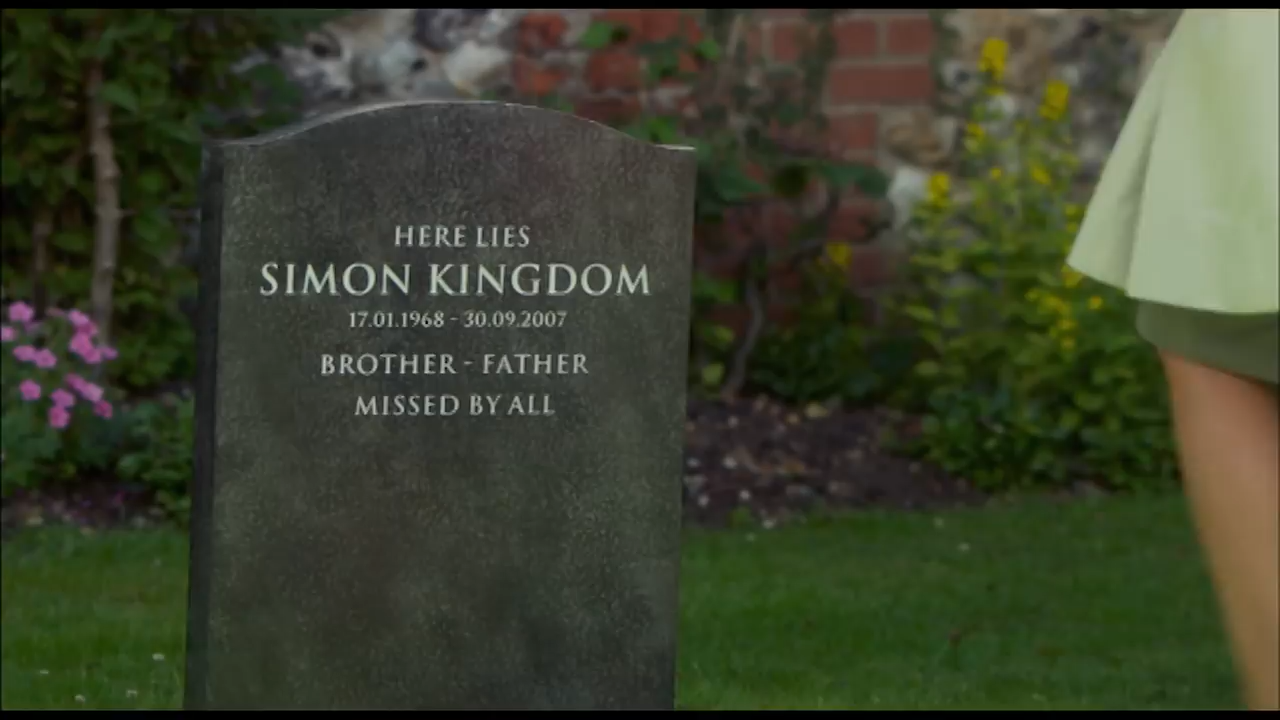 HERE LIES
SIMON KINGDOM
17.01.1968 - 30.09.2007
BROTHER - FATHER
MISSED BY ALL